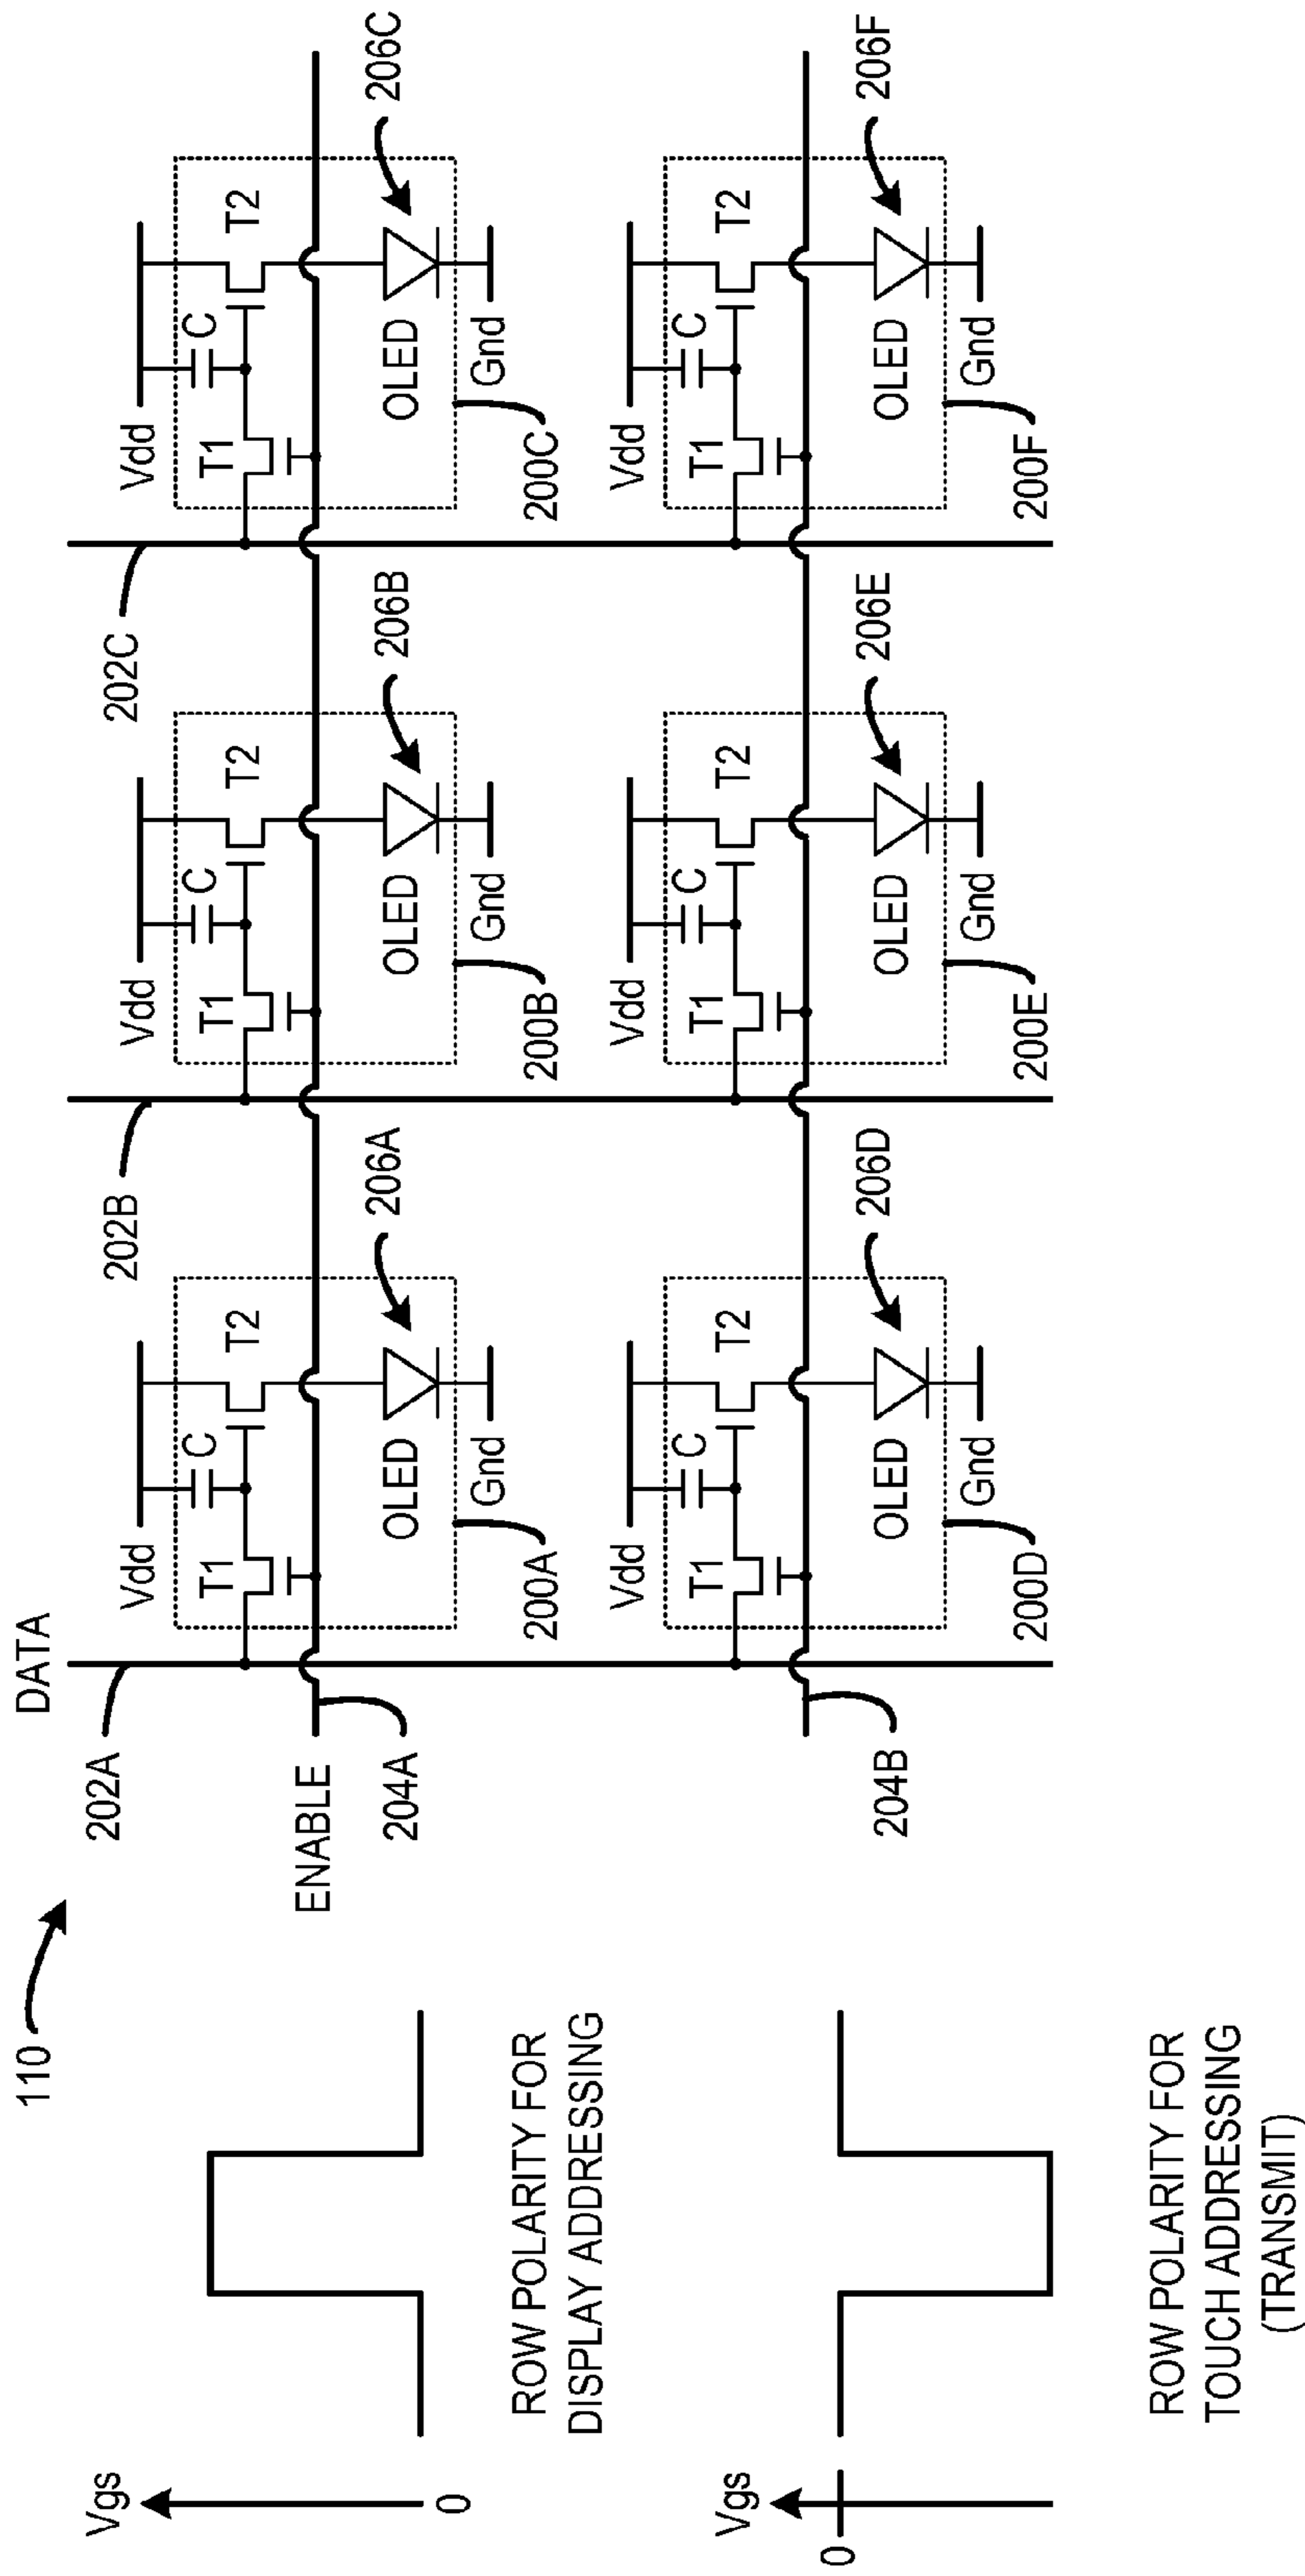 110
DATA
202A
202B
202C
Vdd
T1
C
T2
OLED
Gnd
200A
206A
Vdd
T1
C
T2
OLED
Gnd
200B
206B
Vdd
T1
C
T2
OLED
Gnd
200C
206C
ENABLE
204A
Vdd
T1
C
T2
OLED
Gnd
200D
206D
Vdd
T1
C
T2
OLED
Gnd
200E
206E
Vdd
T1
C
T2
OLED
Gnd
200F
206F
204B
Vgs
0
ROW POLARITY FOR
DISPLAY ADDRESSING
Vgs
0
ROW POLARITY FOR
TOUCH ADDRESSING
(TRANSMIT)